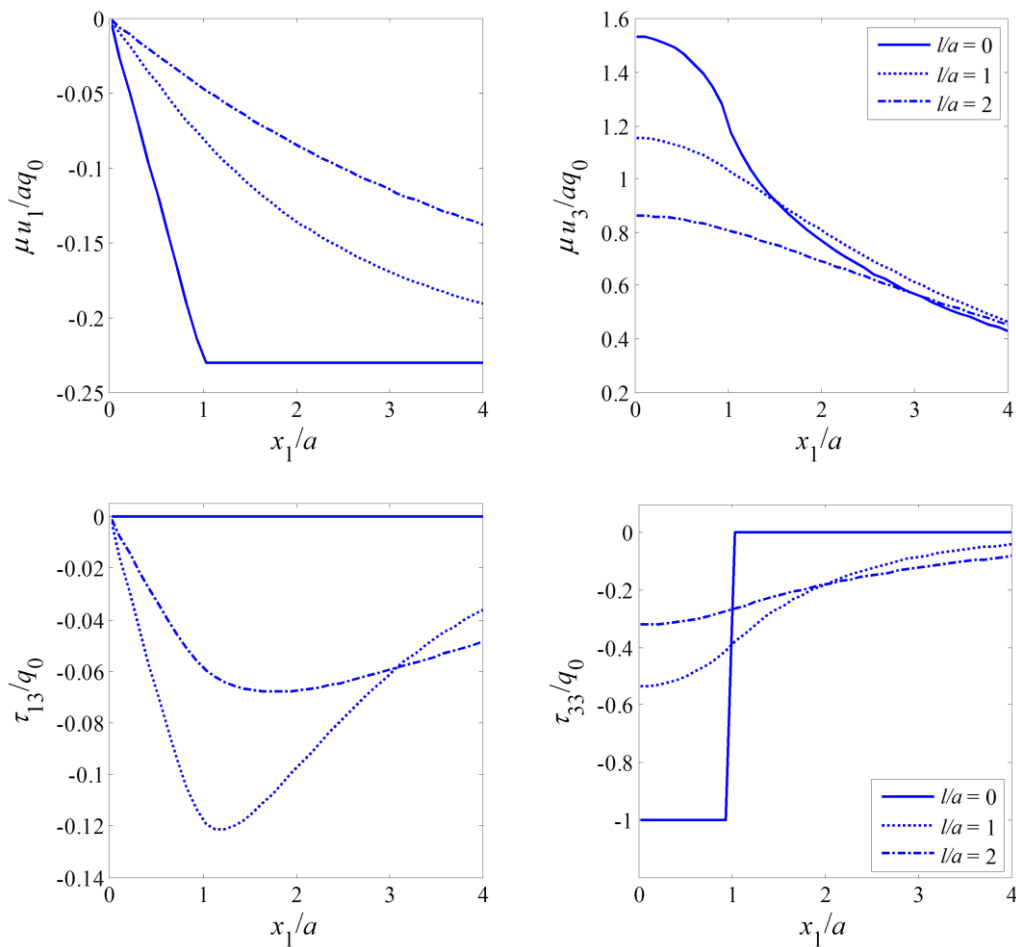 0
-0.05
-0.1
-0.15
-0.2
-0.25
μu1/aq0
0 1 2 3 4
x1/a
1.6
1.4
1.2
1
0.8
0.6
0.4
0.2
μu3/aq0
l/a = 0
l/a = 1
l/a = 2
0 1 2 3 4
x1/a
0
-0.02
-0.04
-0.06
-0.08
-0.1
-0.12
-0.14
τ13/q0
0 1 2 3 4
x1/a
0
-0.2
-0.4
-0.6
-0.8
-1
τ33/q0
l/a = 0
l/a = 1
l/a = 2
0 1 2 3 4
x1/a